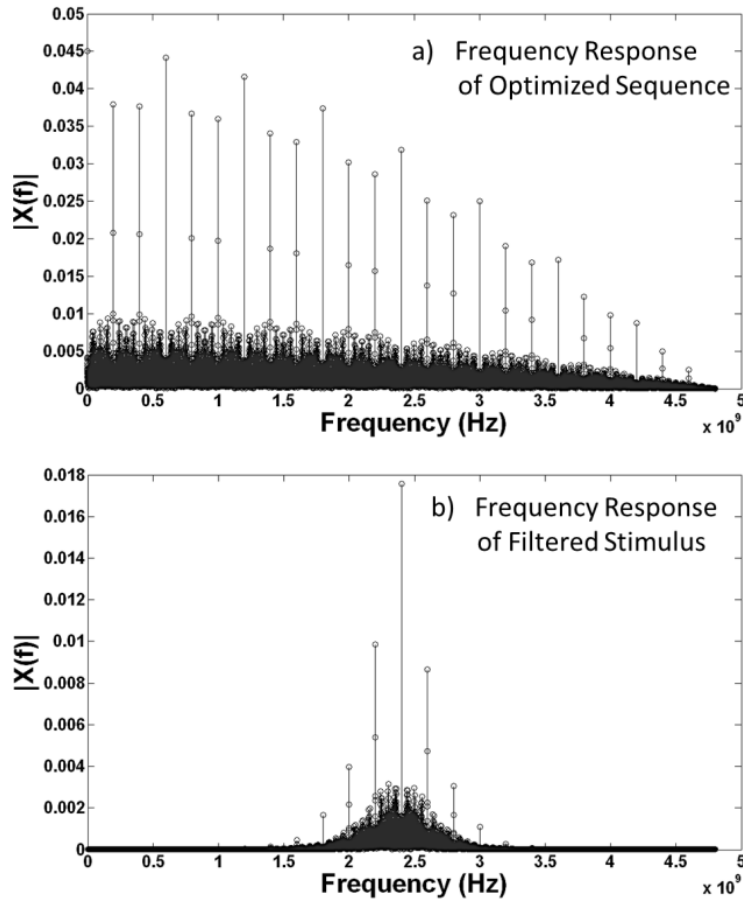 0.05
a) Frequency Response
of Optimized Sequence
0.045
0.04
0.035
0.03
0.025
0.02
0.015
0.01
0.005
0
|X(f)|
0 0.5 1 1.5 2 2.5 3 3.5 4 4.5 5
Frequency (Hz)
x 10⁹
0.018
b) Frequency Response
of Filtered Stimulus
0.016
0.014
0.012
0.01
0.008
0.006
0.004
0.002
0
|X(f)|
0 0.5 1 1.5 2 2.5 3 3.5 4 4.5 5
Frequency (Hz)
x 10⁹